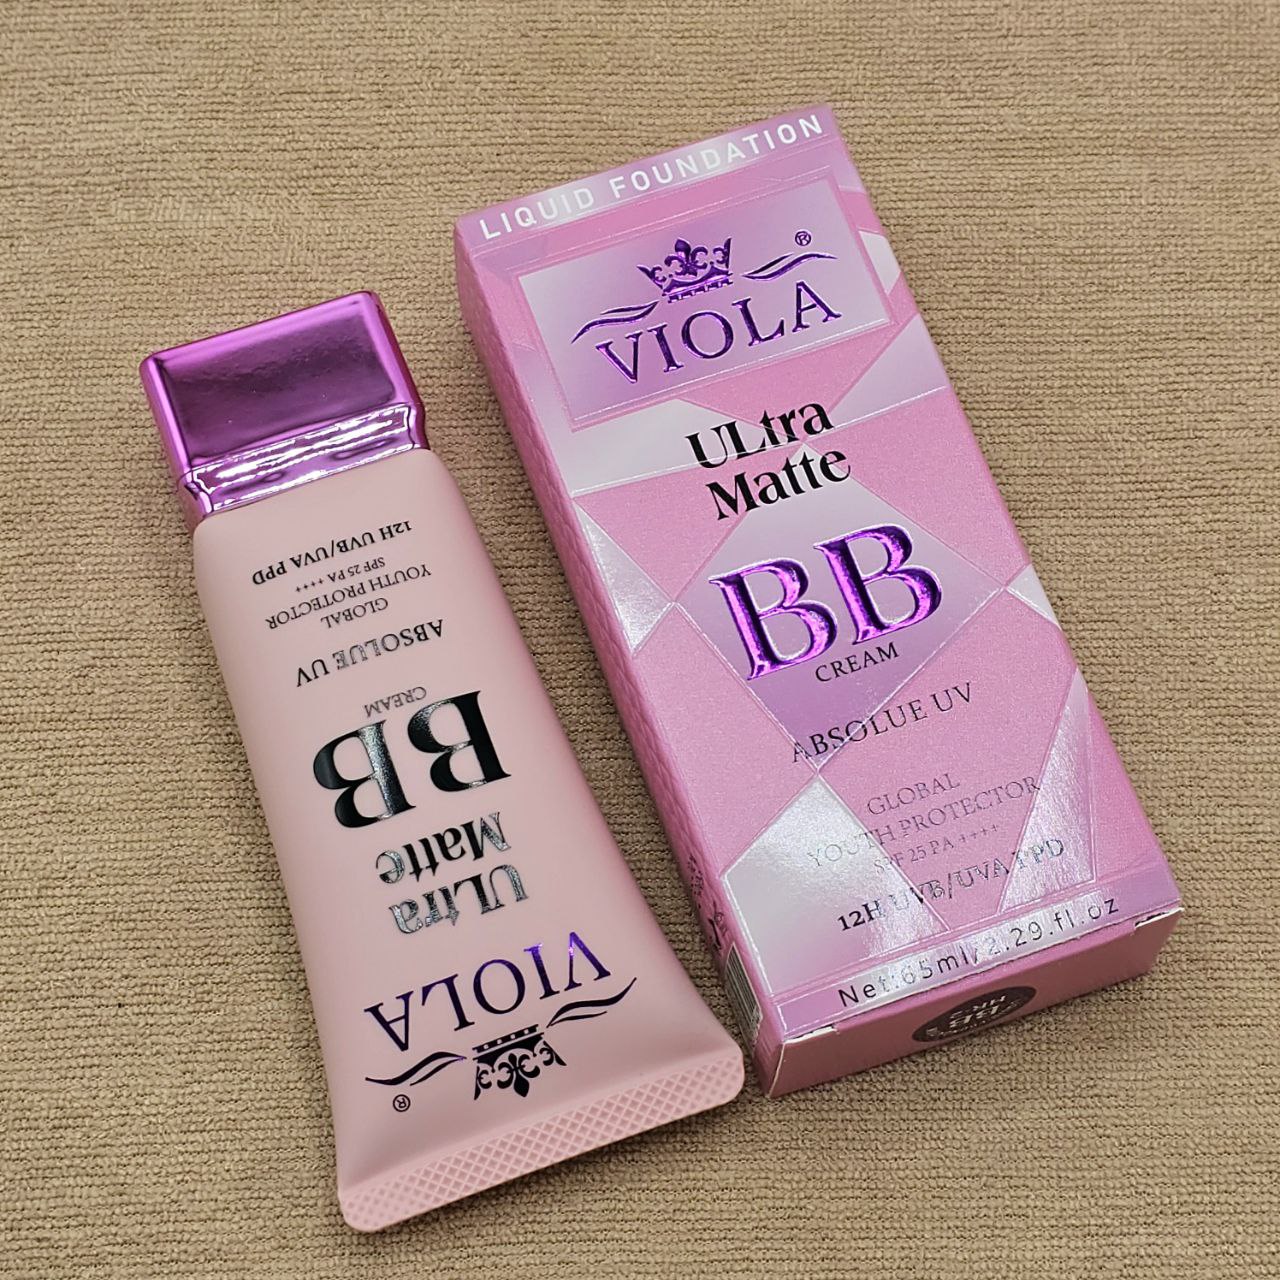 LIQUID FOUNDATION
®
VIOLA
ULtra
Matte
BB
CREAM
ABSOLUE UV
GLOBAL
YOUTH PROTECTOR
SPF 25 PA ++++
12H UVB/UVA PPD
Net:65ml/2.29.fl.oz
®
VIOLA
ULtra
Matte
BB
CREAM
ABSOLUE UV
GLOBAL
YOUTH PROTECTOR
SPF 25 PA ++++
12H UVB/UVA PPD